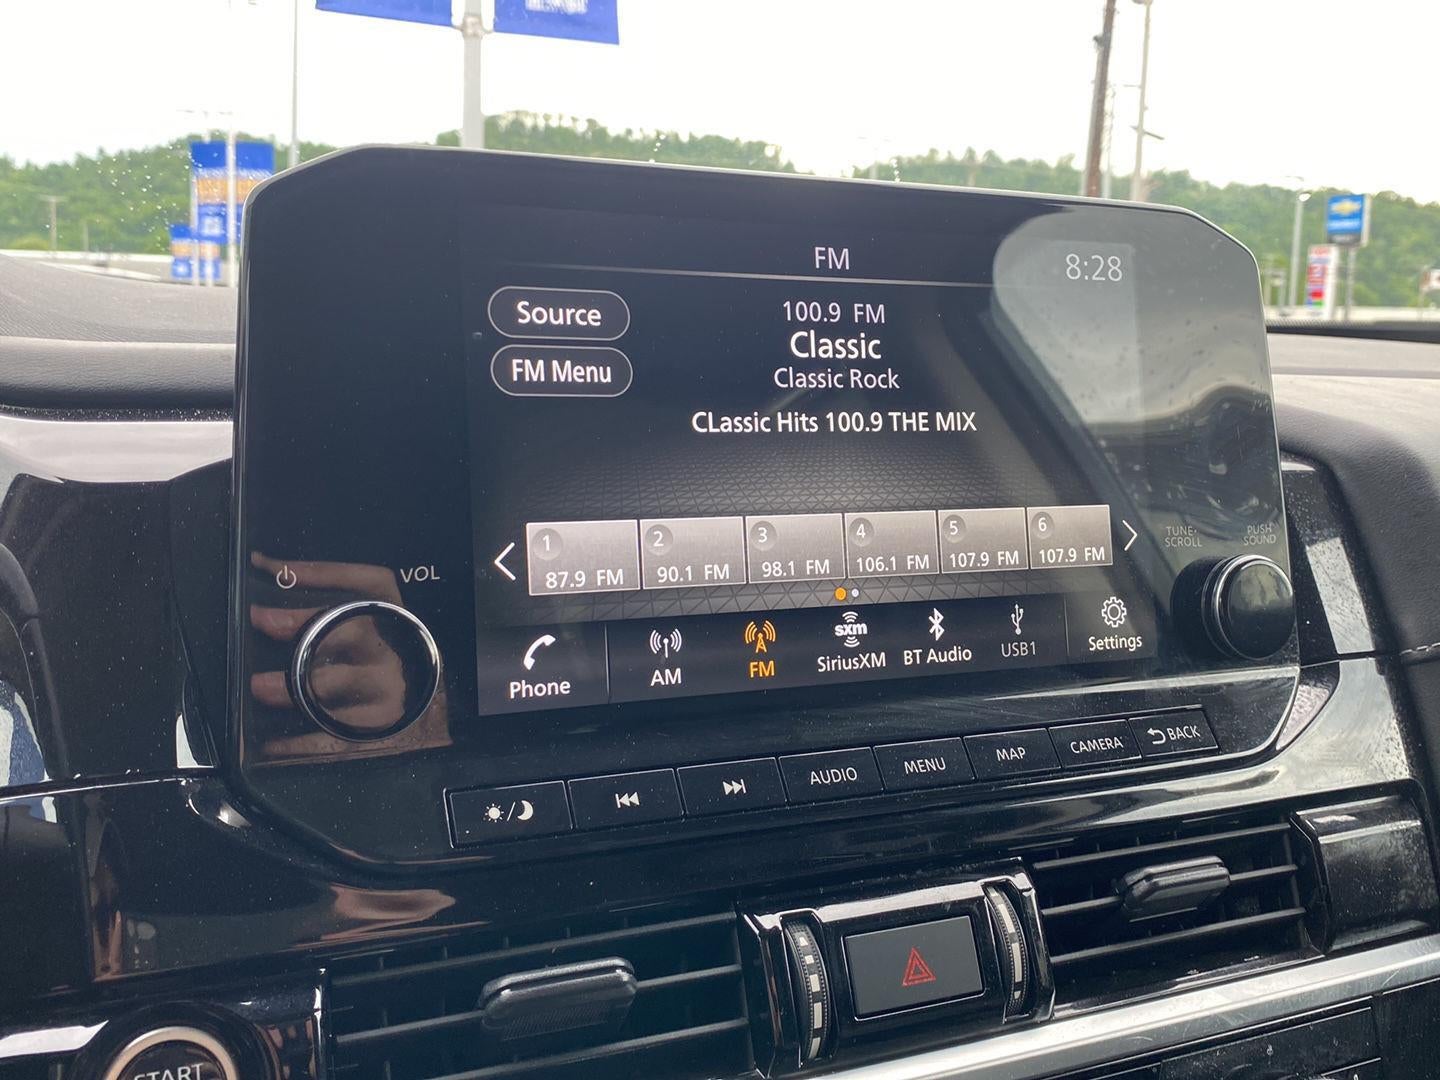 FM
8:28
Source
100.9 FM
Classic
FM Menu
Classic Rock
CLassic Hits 100.9 THE MIX
1
2
3
4
5
6
87.9 FM
90.1 FM
98.1 FM
106.1 FM
107.9 FM
107.9 FM
TUNE-
SCROLL
PUSH
SOUND
VOL
Phone
AM
FM
sxm
SiriusXM
BT Audio
USB1
Settings
AUDIO
MENU
MAP
CAMERA
BACK
START